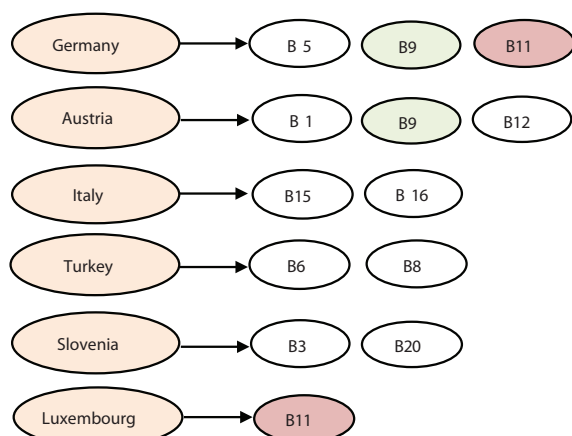 Germany B 5 B9 B11
Austria B 1 B9 B12
Italy B15 B 16
Turkey B6 B8
Slovenia B3 B20
Luxembourg B11